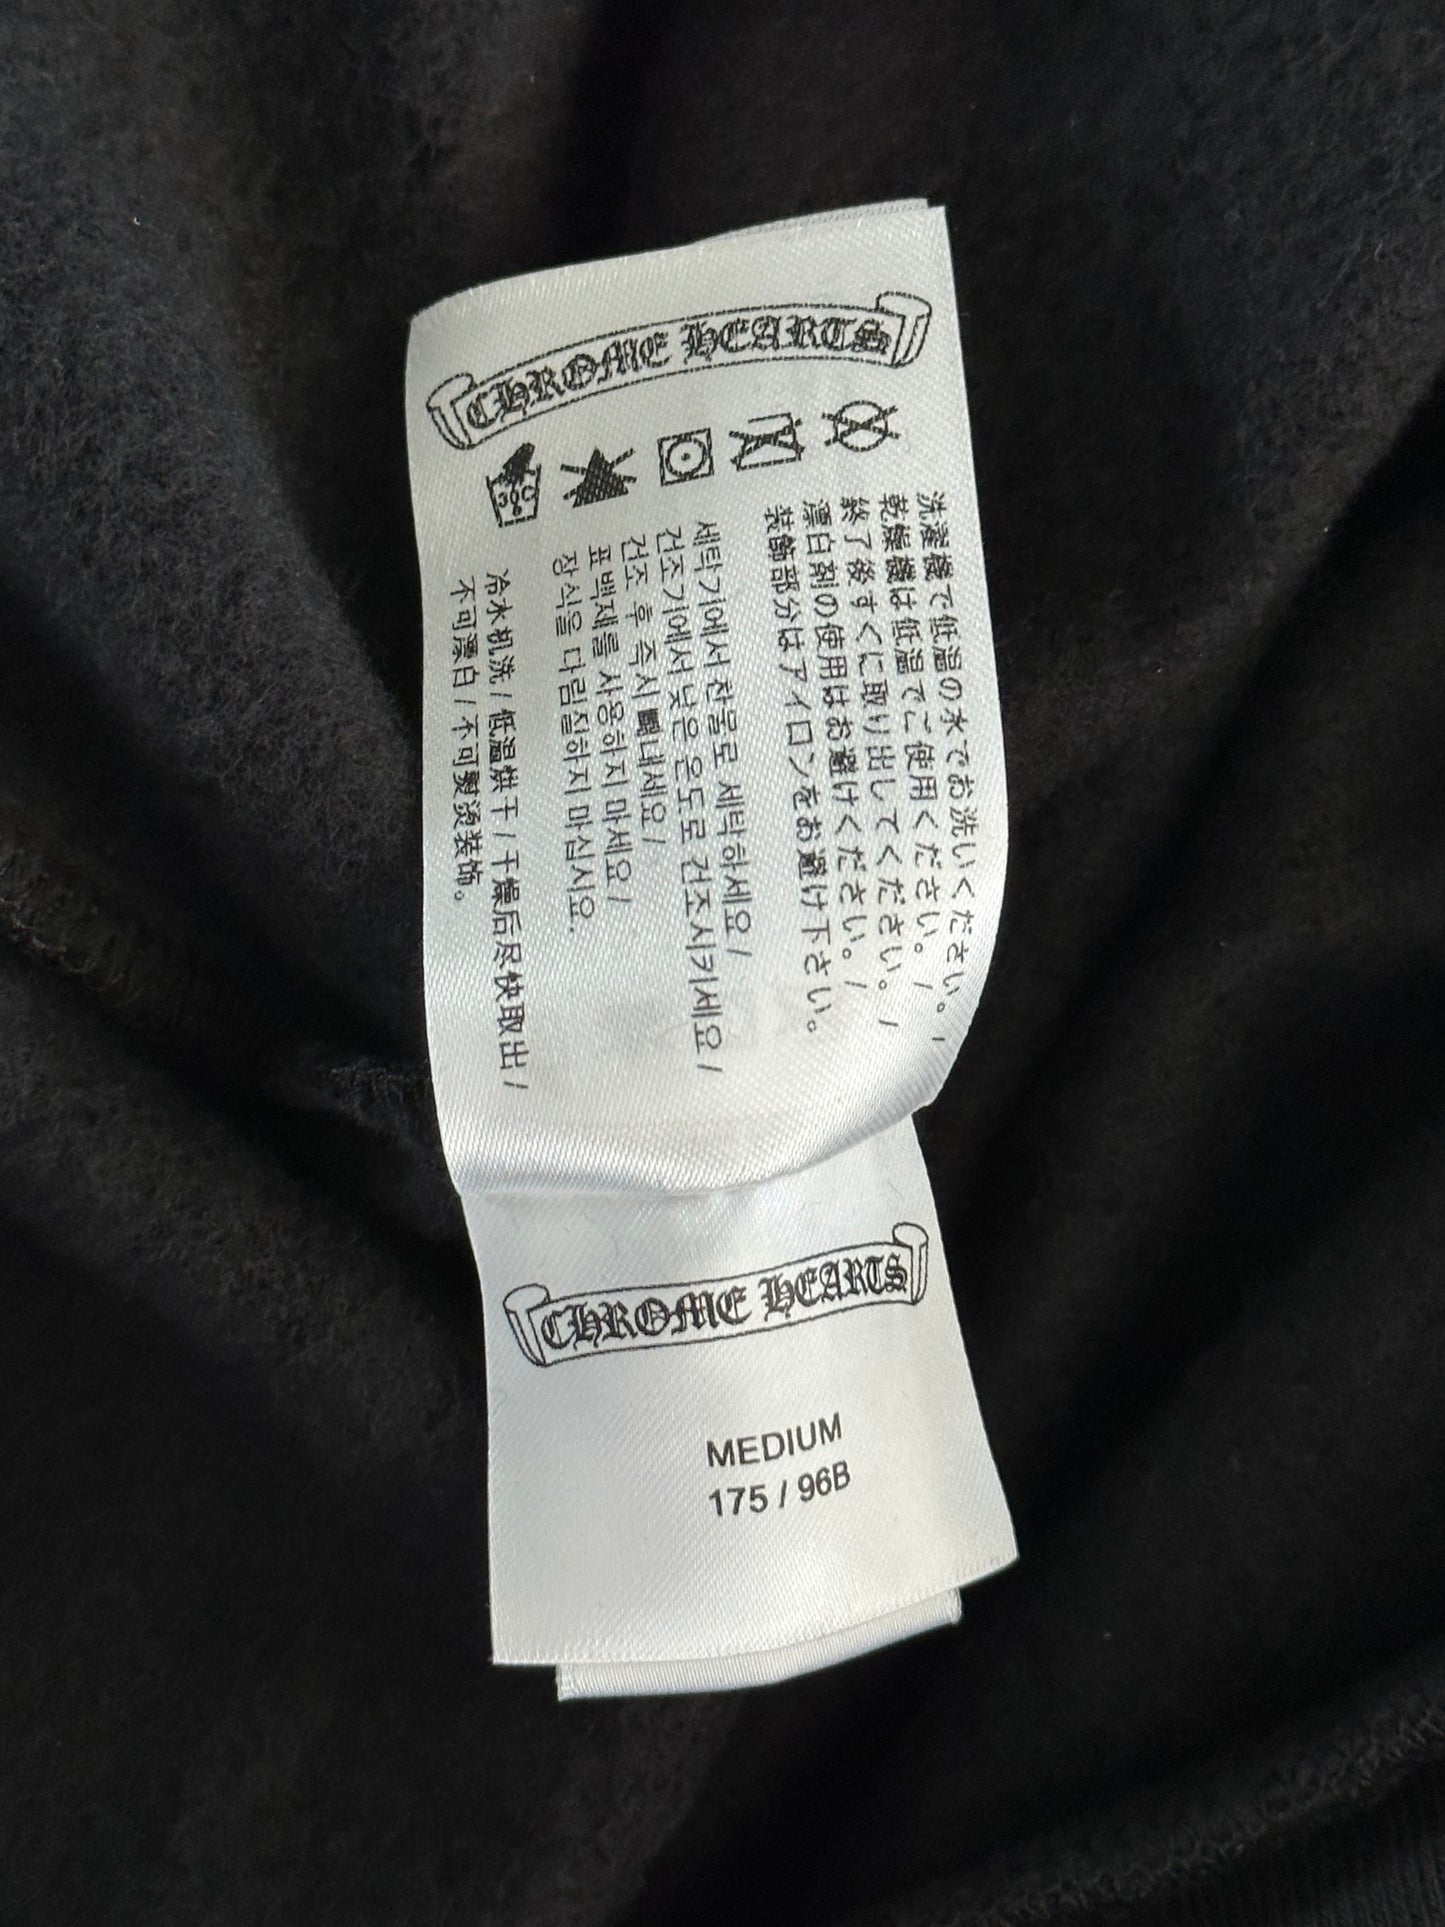 CHROME HEARTS
30C
洗濯機で低温の水でお洗いください。/
乾燥機は低温でご使用ください。/
終了後すぐに取り出してください。/
漂白剤の使用はお避けください。/
装飾部分はアイロンをお避け下さい。
세탁기에서 찬물로 세탁하세요/
건조기에서 낮은 온도로 건조시키세요/
건조 후 즉시 빼내세요/
표백제를 사용하지 마세요/
장식을 다림질하지 마십시요.
冷水机洗/低温烘干/干燥后尽快取出/
不可漂白/不可熨烫装饰。
CHROME HEARTS
MEDIUM
175 / 96B